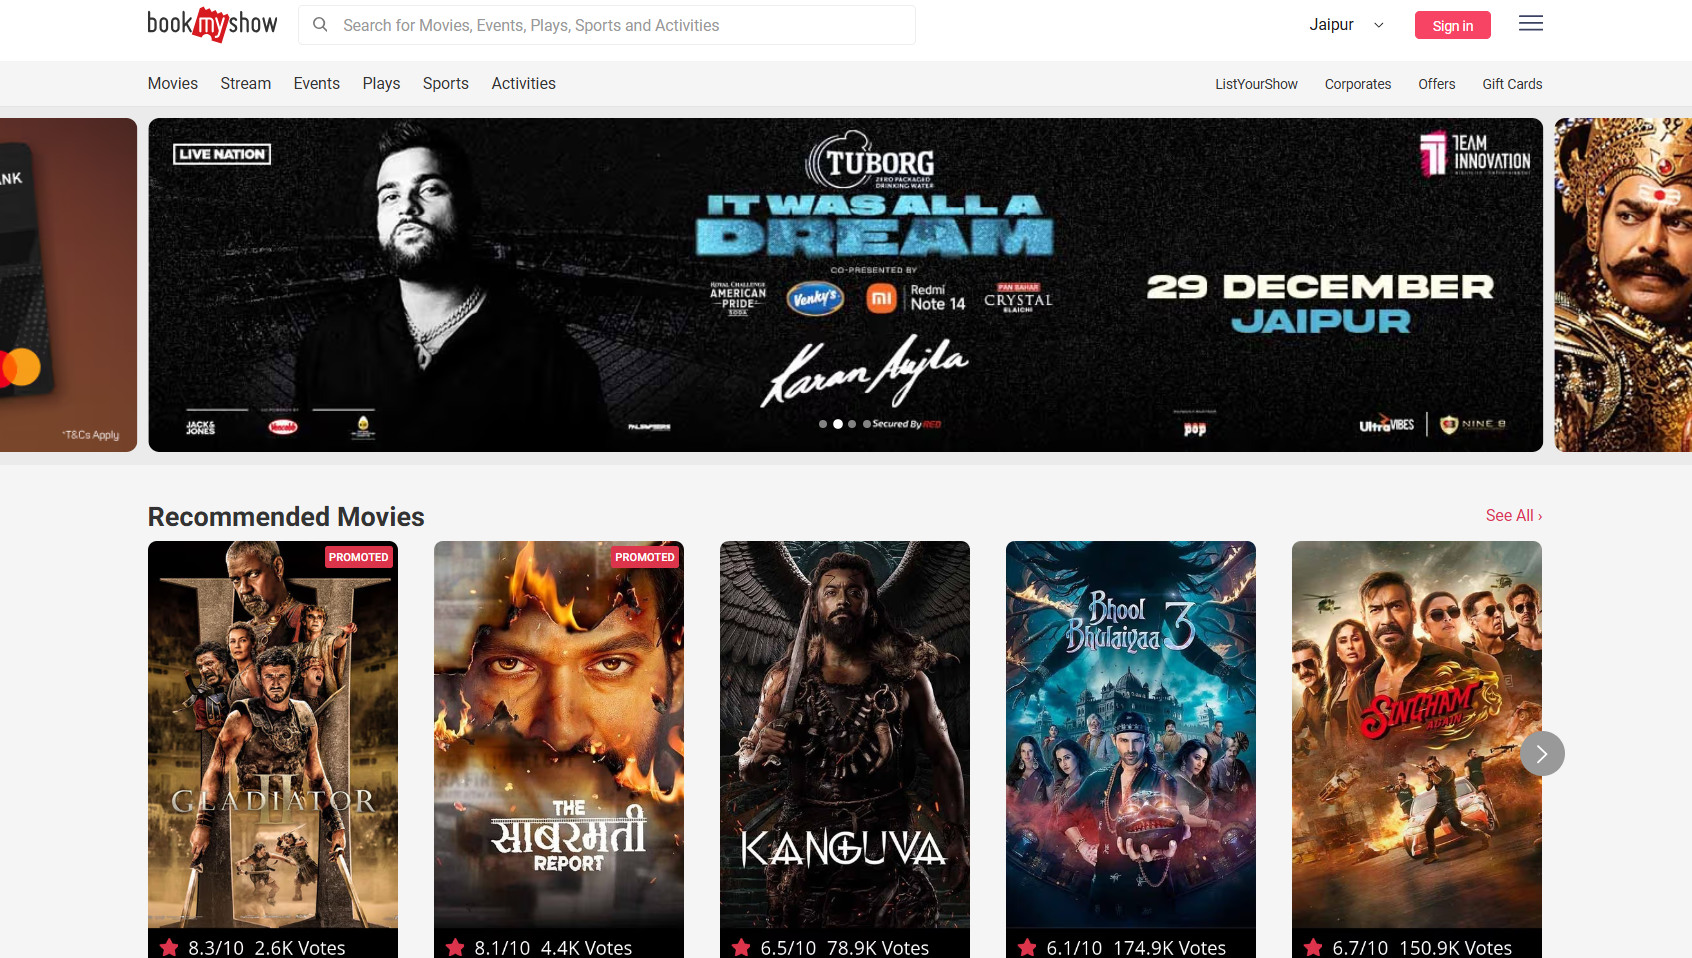 bookmyshow
Search for Movies, Events, Plays, Sports and Activities
Jaipur
Sign in
Movies Stream Events Plays Sports Activities
ListYourShow Corporates Offers Gift Cards
ANK
*T&Cs Apply
LIVE NATION
TUBORG
ZERO PACKAGED
DRINKING WATER
IT WAS ALL A
DREAM
CO-PRESENTED BY
ROYAL CHALLENGE
AMERICAN
PRIDE
SODA
Venky's
mi
Redmi
Note 14
PAN BAHAR
CRYSTAL
ELAICHI
Karan Aujla
29 DECEMBER
JAIPUR
TEAM
INNOVATION
JACK&
JONES
Vencobb
Secured By RED
POP
UltraVIBES
NINE 8
Recommended Movies
See All ›
PROMOTED
GLADIATOR
II
8.3/10 2.6K Votes
PROMOTED
THE
साबरमती
REPORT
8.1/10 4.4K Votes
KANGUVA
6.5/10 78.9K Votes
Bhool
Bhulaiyaa 3
6.1/10 174.9K Votes
SINGHAM
AGAIN
6.7/10 150.9K Votes